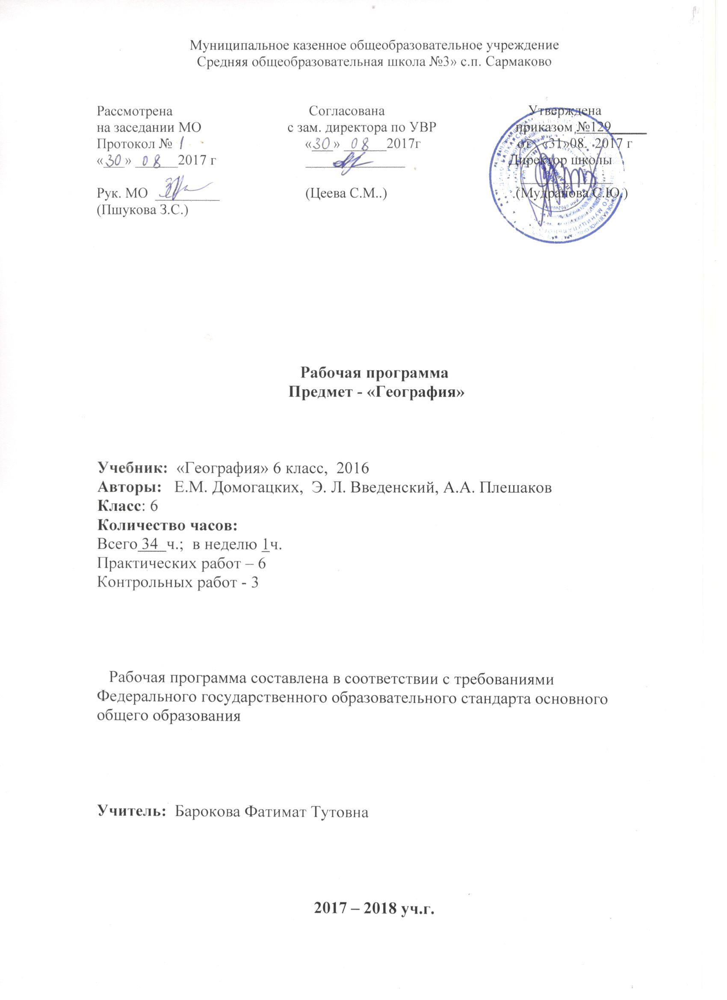 Муниципальное казенное общеобразовательное учреждение
Средняя общеобразовательная школа №3» с.п. Сармаково
Рассмотрена
на заседании МО
Протокол № 1
«30» 08 2017 г
Рук. МО
(Пшукова З.С.)
Согласована
с зам. директора по УВР
«30» 08 2017г
(Цеева С.М..)
Утверждена
приказом №129
от «31»08. 2017 г
Директор школы
(Мудранова С.Ю.)
Рабочая программа
Предмет - «География»
Учебник: «География» 6 класс, 2016
Авторы: Е.М. Домогацких, Э. Л. Введенский, А.А. Плешаков
Класс: 6
Количество часов:
Всего 34 ч.; в неделю 1ч.
Практических работ – 6
Контрольных работ - 3
Рабочая программа составлена в соответствии с требованиями
Федерального государственного образовательного стандарта основного
общего образования
Учитель: Барокова Фатимат Тутовна
2017 – 2018 уч.г.